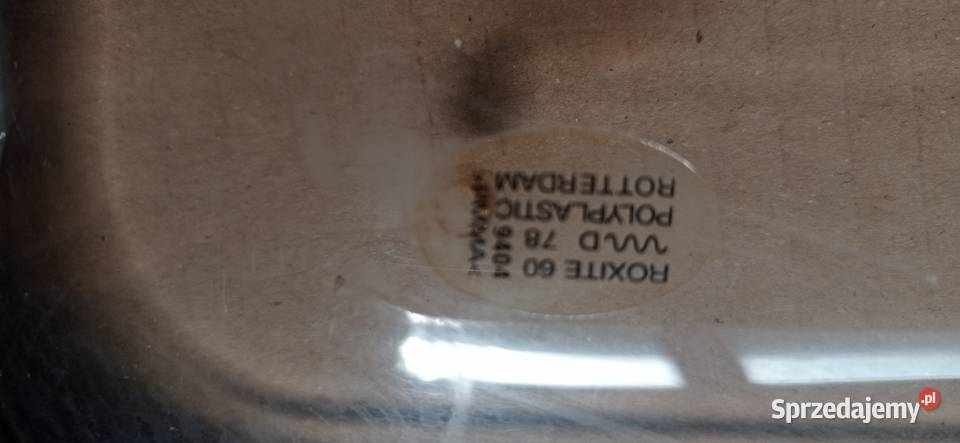 ROXITE 60
D 78
POLYPLASTIC
ROTTERDAM
9404
Sprzedajemy.pl